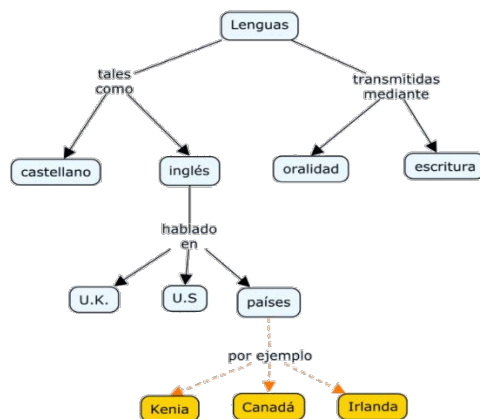 Lenguas
tales
como
transmitidas
mediante
castellano
inglés
oralidad
escritura
hablado
en
U.K.
U.S
países
por ejemplo
Kenia
Canadá
Irlanda